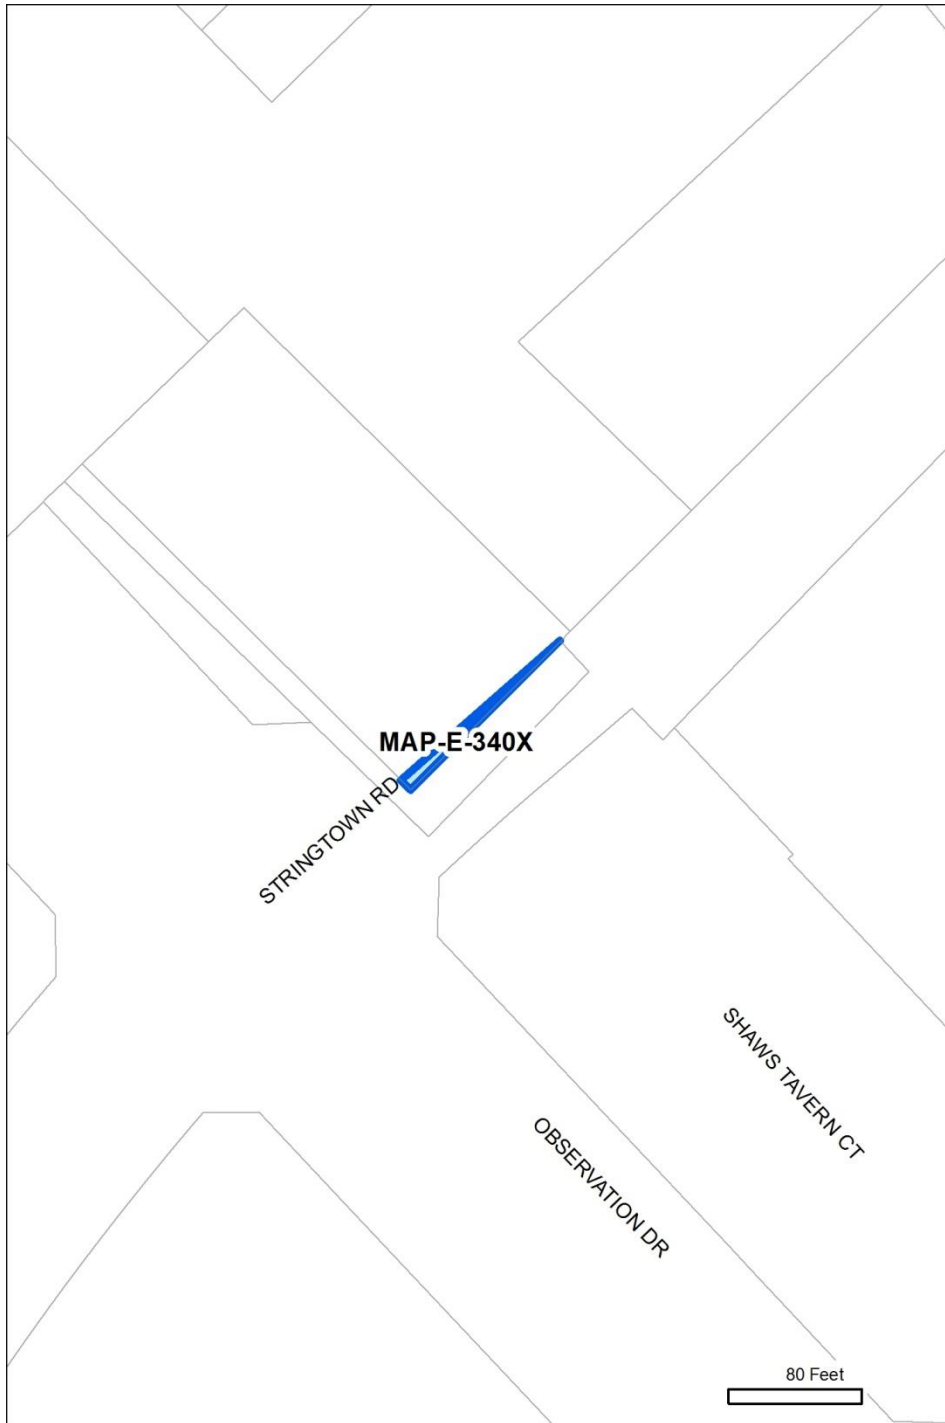 MAP-E-340X
STRINGTOWN RD
SHAWS TAVERN CT
OBSERVATION DR
80 Feet